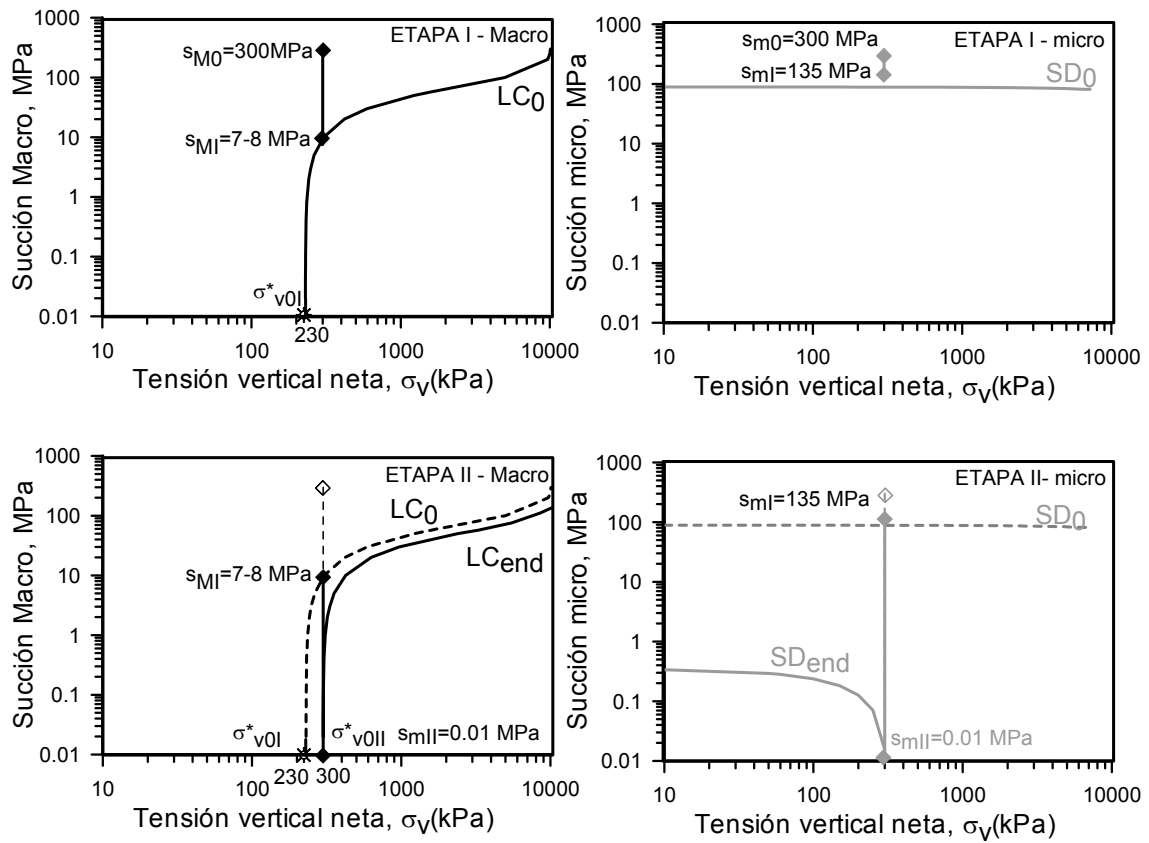 ETAPA I - Macro
Succión Macro, MPa
1000
100
10
1
0.1
0.01
sM0=300MPa
sMI=7-8 MPa
LC0
σ*v0I
230
10
100
1000
10000
Tensión vertical neta, σv(kPa)
ETAPA I - micro
Succión micro, MPa
1000
100
10
1
0.1
0.01
sm0=300 MPa
smI=135 MPa
SD0
10
100
1000
10000
Tensión vertical neta, σv(kPa)
ETAPA II - Macro
Succión Macro, MPa
1000
100
10
1
0.1
0.01
LC0
LCend
sMI=7-8 MPa
σ*v0I
σ*v0II
smII=0.01 MPa
230
300
10
100
1000
10000
Tensión vertical neta, σv(kPa)
ETAPA II- micro
Succión micro, MPa
1000
100
10
1
0.1
0.01
smI=135 MPa
SD0
SDend
smII=0.01 MPa
10
100
1000
10000
Tensión vertical neta, σv(kPa)